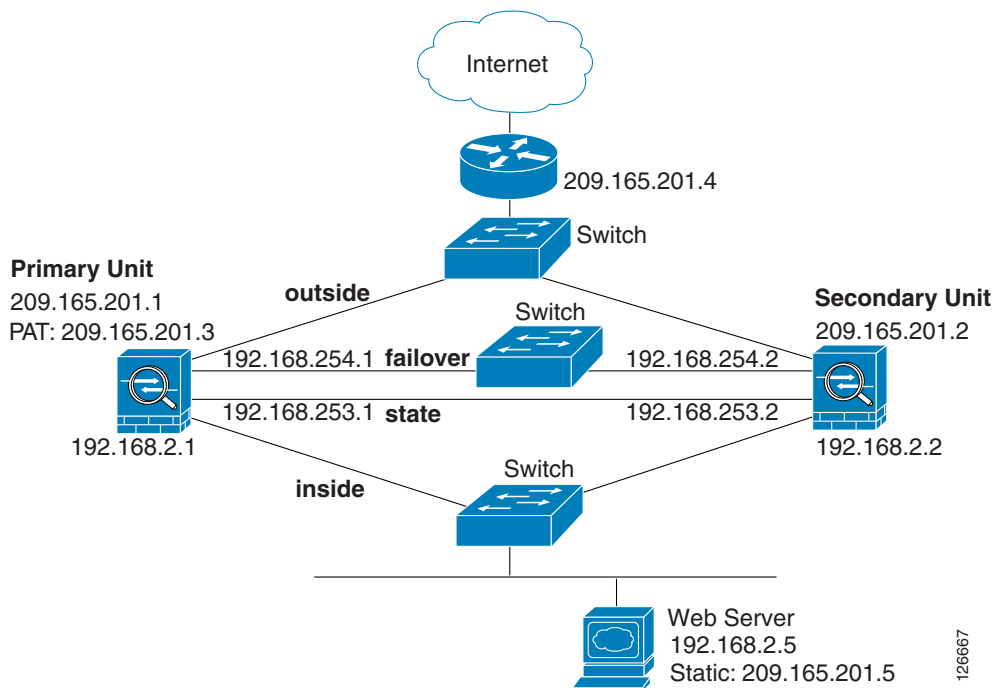 Internet
209.165.201.4
Switch
Primary Unit
209.165.201.1
PAT: 209.165.201.3
outside
Secondary Unit
209.165.201.2
Switch
192.168.254.1
failover
192.168.254.2
192.168.253.1
state
192.168.253.2
192.168.2.1
192.168.2.2
Switch
inside
Web Server
192.168.2.5
Static: 209.165.201.5
126667